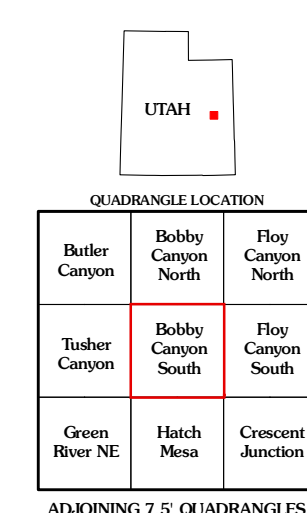 UTAH
QUADRANGLE LOCATION
Butler
Canyon
Bobby
Canyon
North
Floy
Canyon
North
Tusher
Canyon
Bobby
Canyon
South
Floy
Canyon
South
Green
River NE
Hatch
Mesa
Crescent
Junction
ADJOINING 7.5' QUADRANGLES